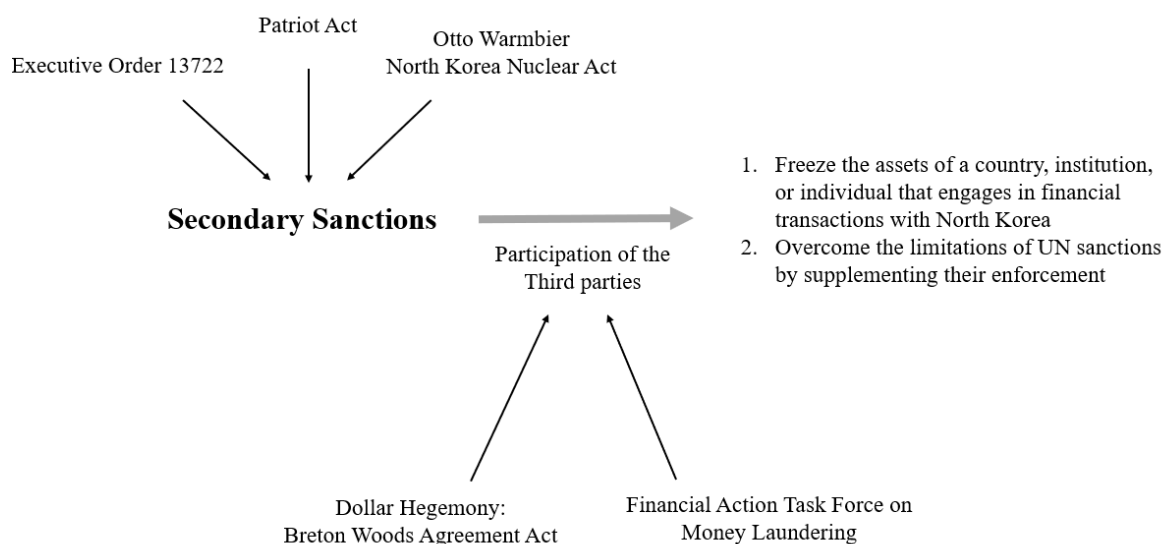 Patriot Act
Executive Order 13722
Otto Warmbier
North Korea Nuclear Act
Secondary Sanctions
Participation of the
Third parties
1. Freeze the assets of a country, institution,
or individual that engages in financial
transactions with North Korea
2. Overcome the limitations of UN sanctions
by supplementing their enforcement
Dollar Hegemony:
Breton Woods Agreement Act
Financial Action Task Force on
Money Laundering